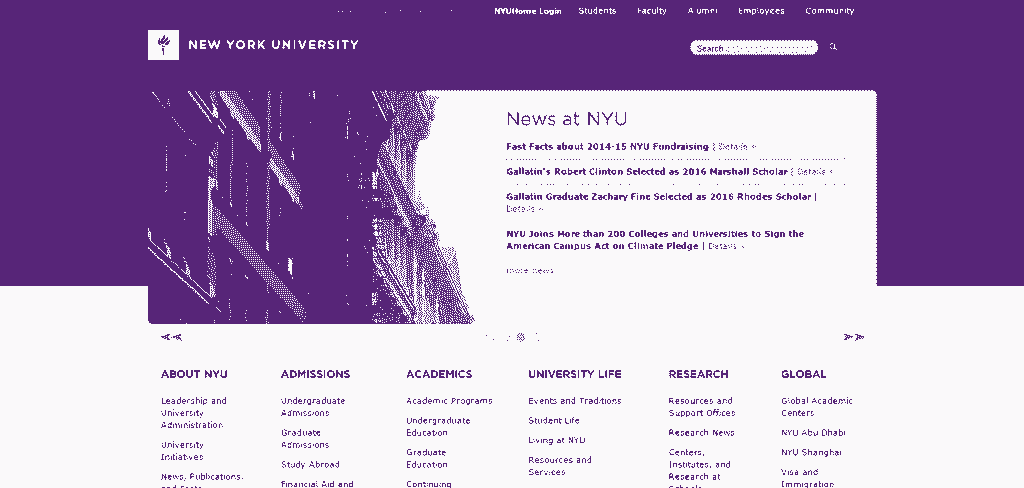 NYUHome Login Students Faculty Alumni Employees Community
NEW YORK UNIVERSITY
Search
News at NYU
Fast Facts about 2014-15 NYU Fundraising | Details »
Gallatin's Robert Clinton Selected as 2016 Marshall Scholar | Details »
Gallatin Graduate Zachary Fine Selected as 2016 Rhodes Scholar |
Details »
NYU Joins More than 200 Colleges and Universities to Sign the
American Campus Act on Climate Pledge | Details »
more news
ABOUT NYU
Leadership and
University
Administration
University
Initiatives
News, Publications,
and Facts
ADMISSIONS
Undergraduate
Admissions
Graduate
Admissions
Study Abroad
Financial Aid and
ACADEMICS
Academic Programs
Undergraduate
Education
Graduate
Education
Continuing
UNIVERSITY LIFE
Events and Traditions
Student Life
Living at NYU
Resources and
Services
RESEARCH
Resources and
Support Offices
Research News
Centers,
Institutes, and
Research at
Schools
GLOBAL
Global Academic
Centers
NYU Abu Dhabi
NYU Shanghai
Visa and
Immigration